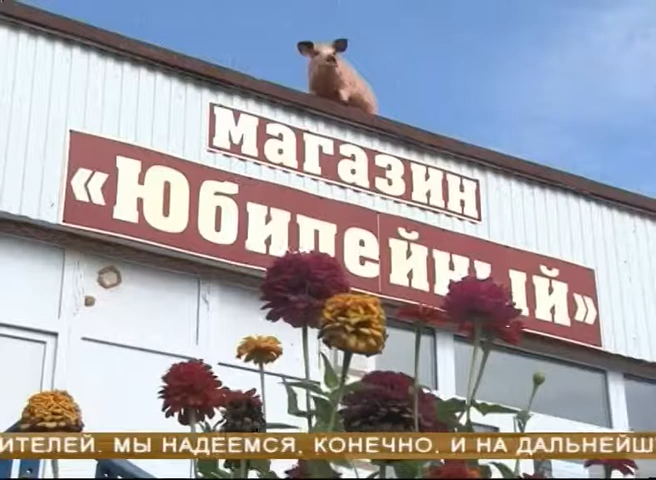 магазин
«Юбилейный»
ИТЕЛЕЙ. МЫ НАДЕЕМСЯ, КОНЕЧНО, И НА ДАЛЬНЕЙШ